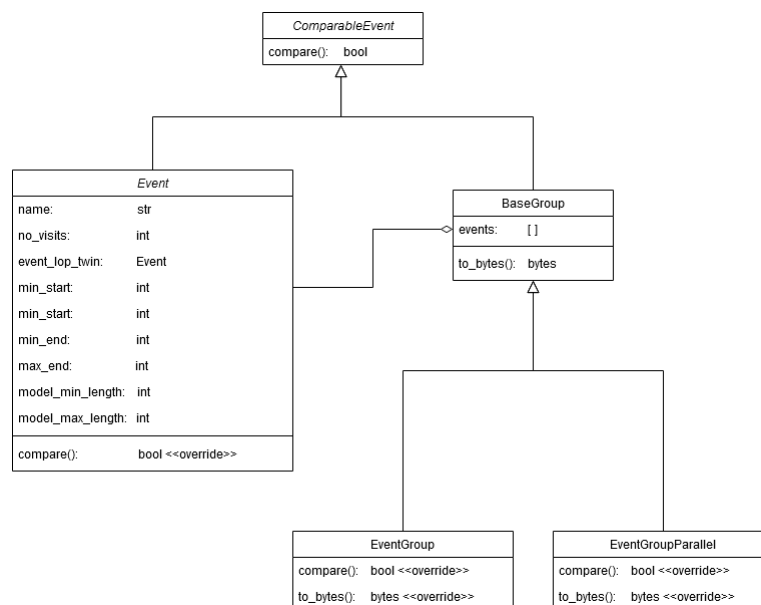 ComparableEvent
compare(): bool
Event
name: str
no_visits: int
event_lop_twin: Event
min_start: int
min_start: int
min_end: int
max_end: int
model_min_length: int
model_max_length: int
compare(): bool <<override>>
BaseGroup
events: [ ]
to_bytes(): bytes
EventGroup
compare(): bool <<override>>
to_bytes(): bytes <<override>>
EventGroupParallel
compare(): bool <<override>>
to_bytes(): bytes <<override>>